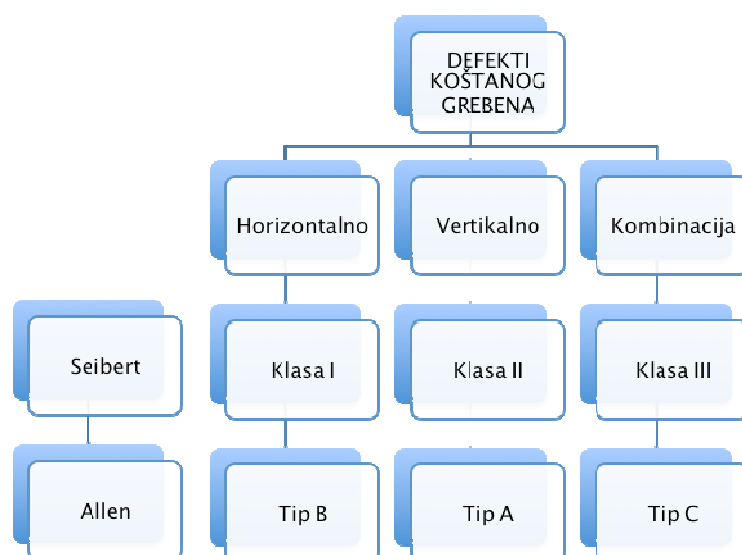 DEFEKTI
KOŠTANOG
GREBENA
Horizontalno
Vertikalno
Kombinacija
Seibert
Klasa I
Klasa II
Klasa III
Allen
Tip B
Tip A
Tip C